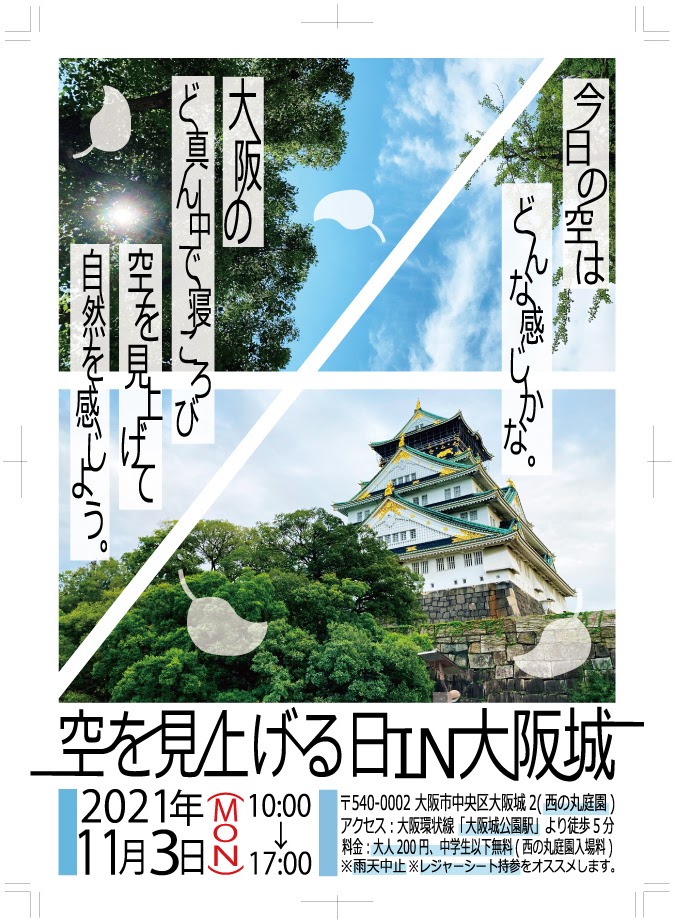 今日の空は
どんな感じかな。
大阪の
ど真ん中で寝ころび
空を見上げて
自然を感じよう。
空を見上げる日IN大阪城
2021年
11月3日
(MON)
10:00
↓
17:00
〒540-0002 大阪市中央区大阪城 2( 西の丸庭園 )
アクセス：大阪環状線「大阪城公園駅」より徒歩 5 分
料金：大人 200 円、中学生以下無料 ( 西の丸庭園入場料 )
※雨天中止 ※レジャーシート持参をオススメします。